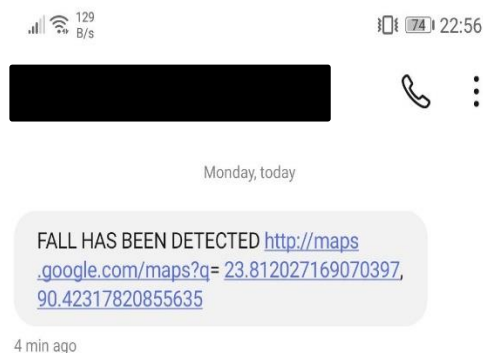 129
B/s
74 22:56
Monday, today
FALL HAS BEEN DETECTED http://maps
.google.com/maps?q= 23.812027169070397,
90.42317820855635
4 min ago